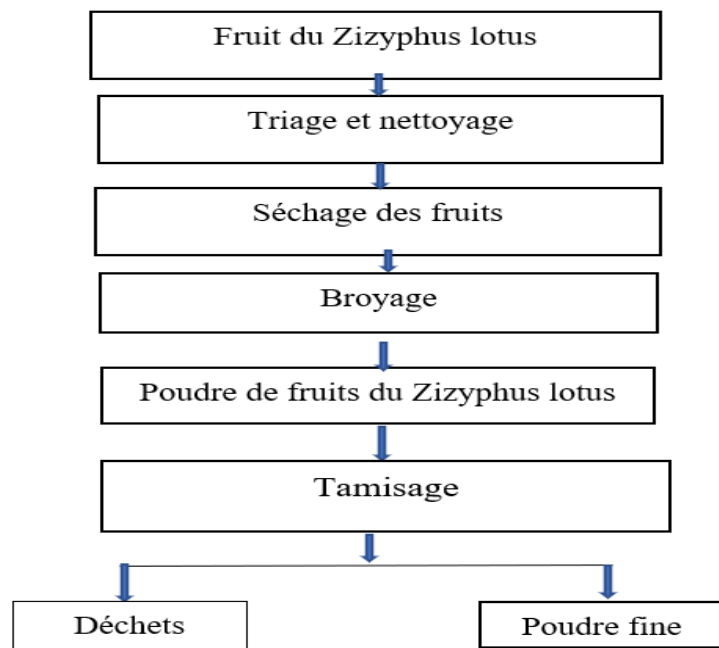 Fruit du Zizyphus lotus
Triage et nettoyage
Séchage des fruits
Broyage
Poudre de fruits du Zizyphus lotus
Tamisage
Déchets
Poudre fine